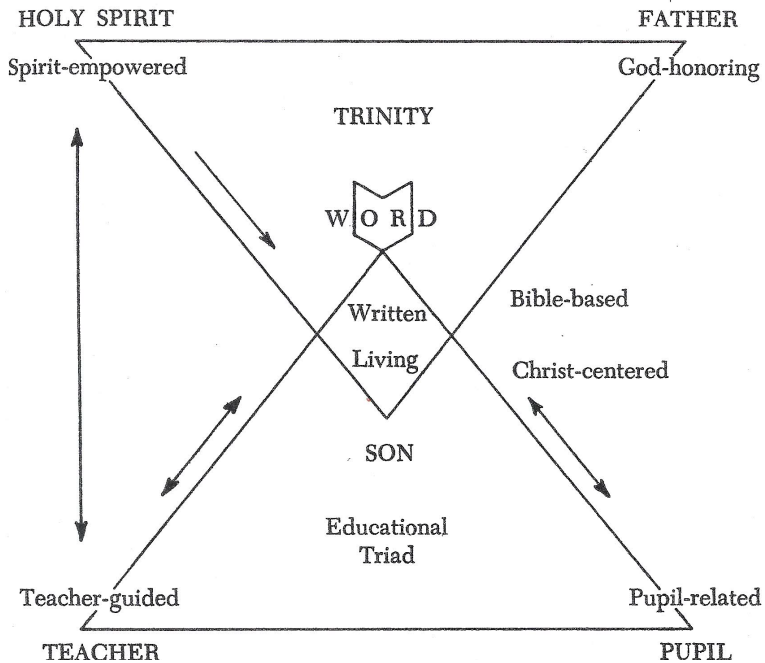 HOLY SPIRIT
FATHER
Spirit-empowered
God-honoring
TRINITY
WORD
Written
Bible-based
Living
Christ-centered
SON
Educational
Triad
Teacher-guided
Pupil-related
TEACHER
PUPIL